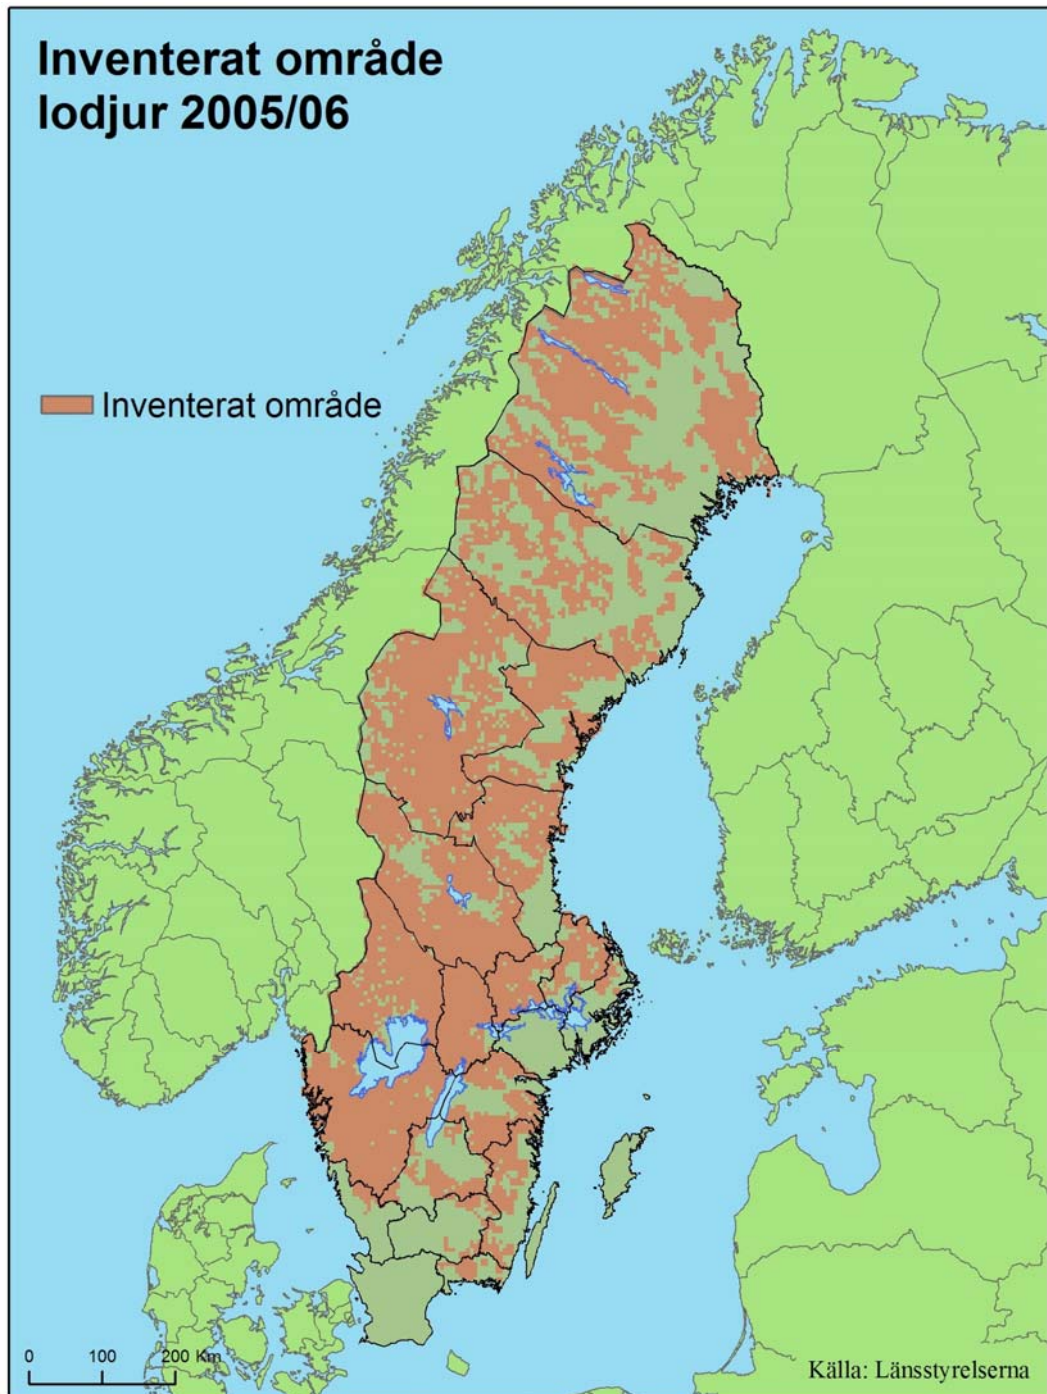 Inventerat område
lodjur 2005/06
Inventerat område
0 100 200 Km
Källa: Länsstyrelserna